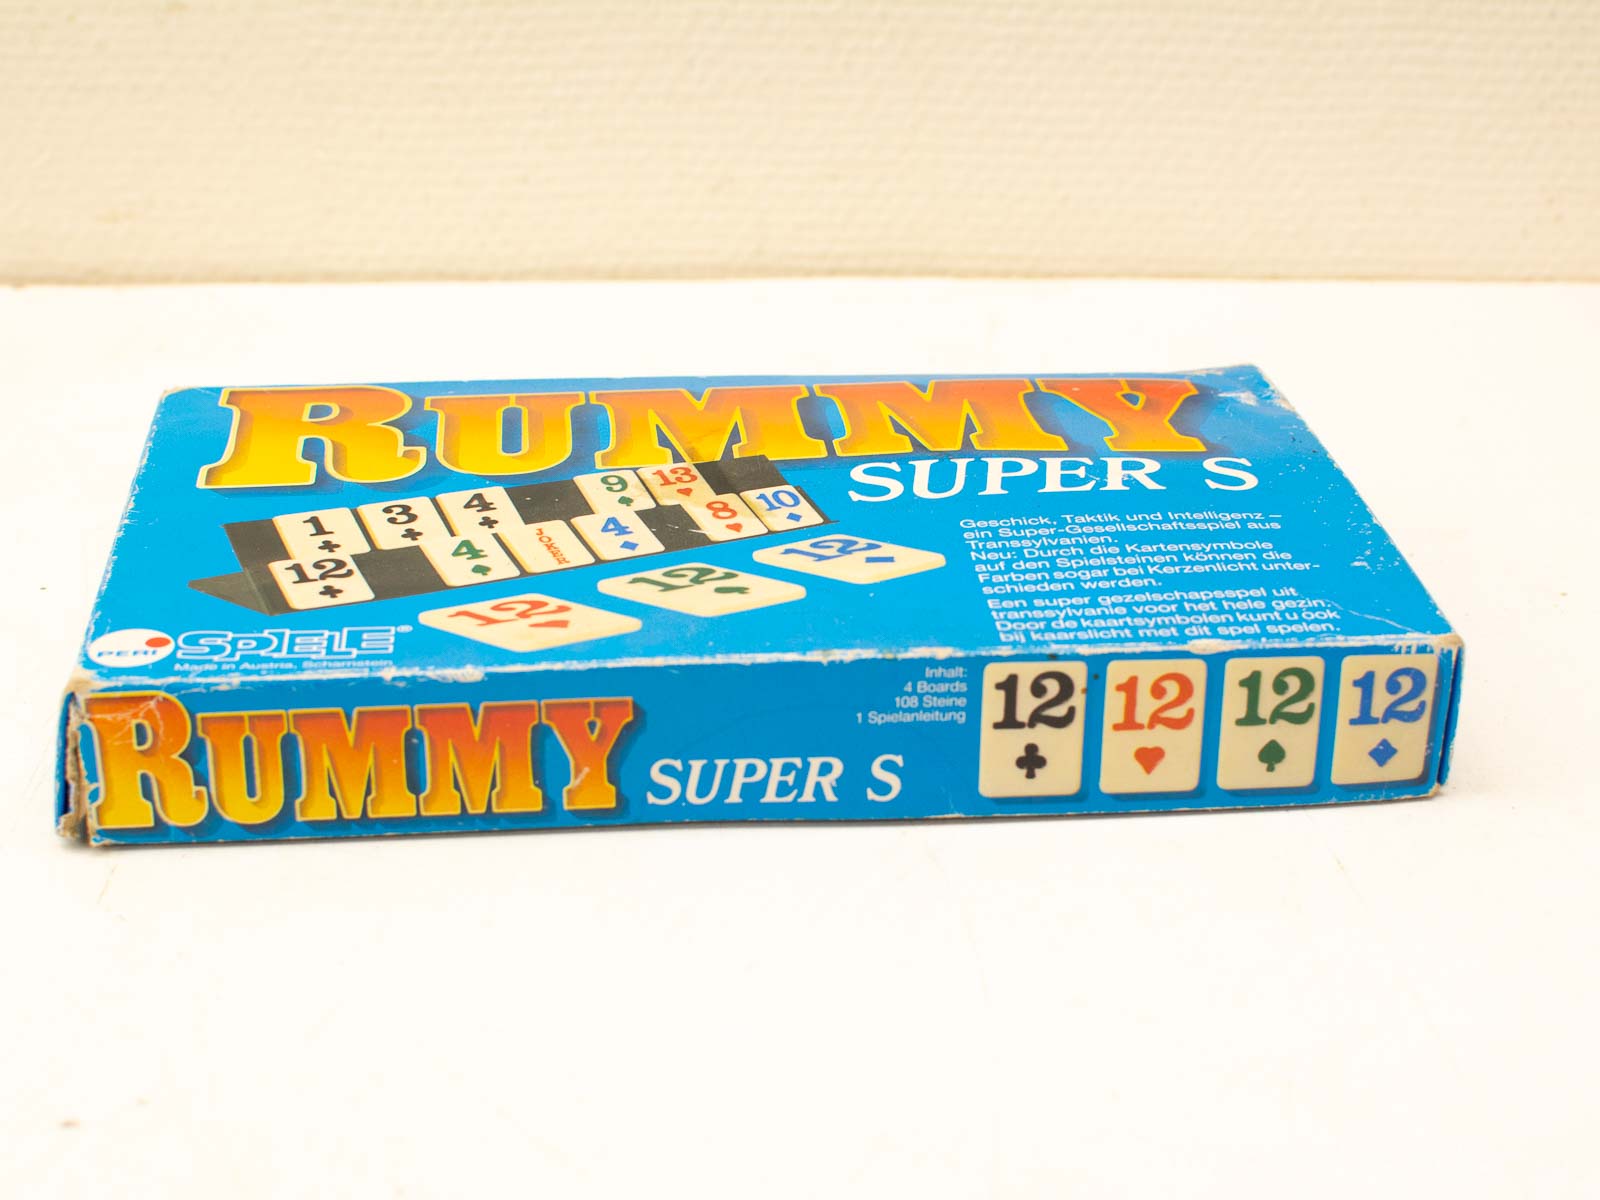 RUMMY
SUPER S
1 3 4 9 13
12 4 JOKER 4 8 10
12 12 12
Geschick, Taktik und Intelligenz –
ein Super-Gesellschaftsspiel aus
Transsylvanien.
Neu: Durch die Kartensymbole
auf den Spielsteinen können die
Farben sogar bei Kerzenlicht unter-
schieden werden.
Een super gezelschapsspel uit
transsylvanie voor het hele gezin.
Door de kaartsymbolen kunt u ook
bij kaarslicht met dit spel spelen.
PERI SPIELE®
Made in Austria, Scharnstein
RUMMY SUPER S
Inhalt:
4 Boards
108 Steine
1 Spielanleitung
12 12 12 12